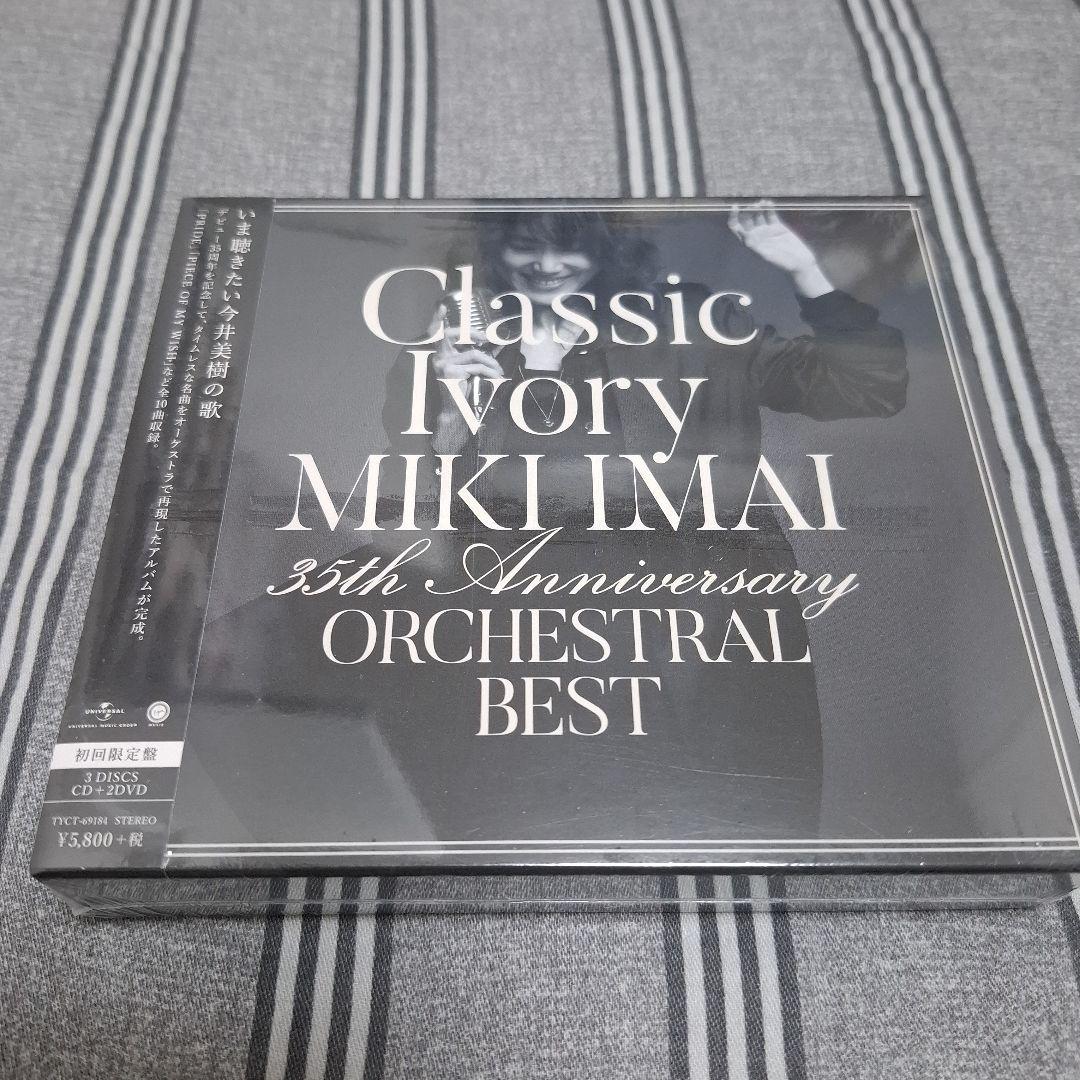 いま聴きたい今井美樹の歌
デビュー35周年を記念して、タイムレスな名曲をオーケストラで再現したアルバムが完成。
「PRIDE」「PIECE OF MY WISH」など全10曲収録。
UNIVERSAL
UNIVERSAL MUSIC GROUP
MUSIC
初回限定盤
3 DISCS
CD+2DVD
TYCT-69184 STEREO
¥5,800+税
Classic
Ivory
MIKI IMAI
35th Anniversary
ORCHESTRAL
BEST